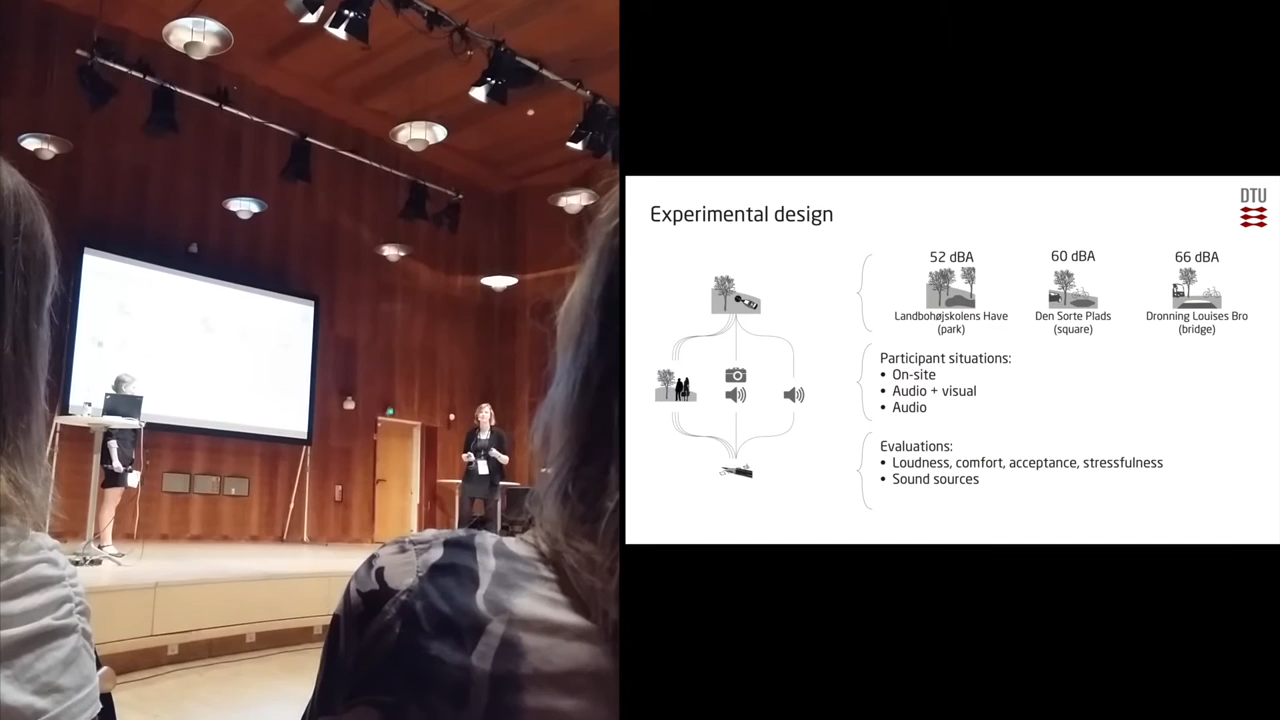 DTU
Experimental design
52 dBA
60 dBA
66 dBA
Landbohøjskolens Have
(park)
Den Sorte Plads
(square)
Dronning Louises Bro
(bridge)
Participant situations:
• On-site
• Audio + visual
• Audio
Evaluations:
• Loudness, comfort, acceptance, stressfulness
• Sound sources